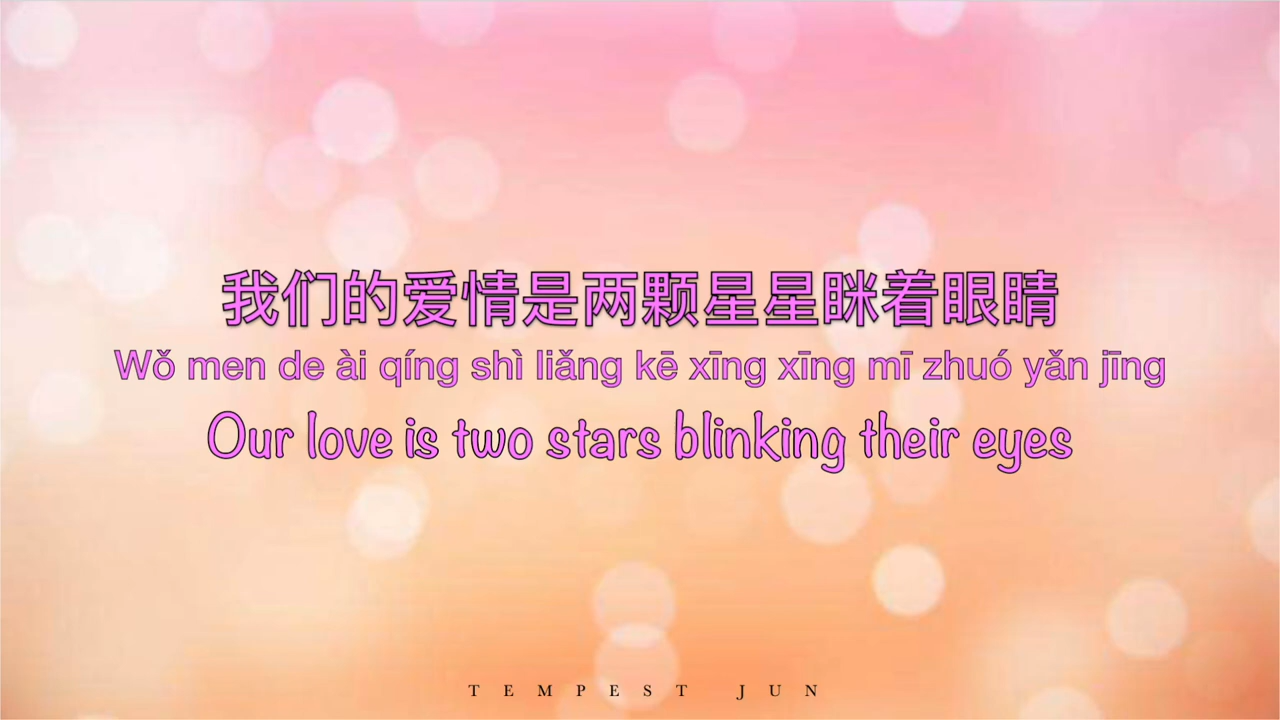 我们的爱情是两颗星星眯着眼睛
Wǒ men de ài qíng shì liǎng kē xīng xīng mī zhuó yǎn jīng
Our love is two stars blinking their eyes
TEMPEST JUN